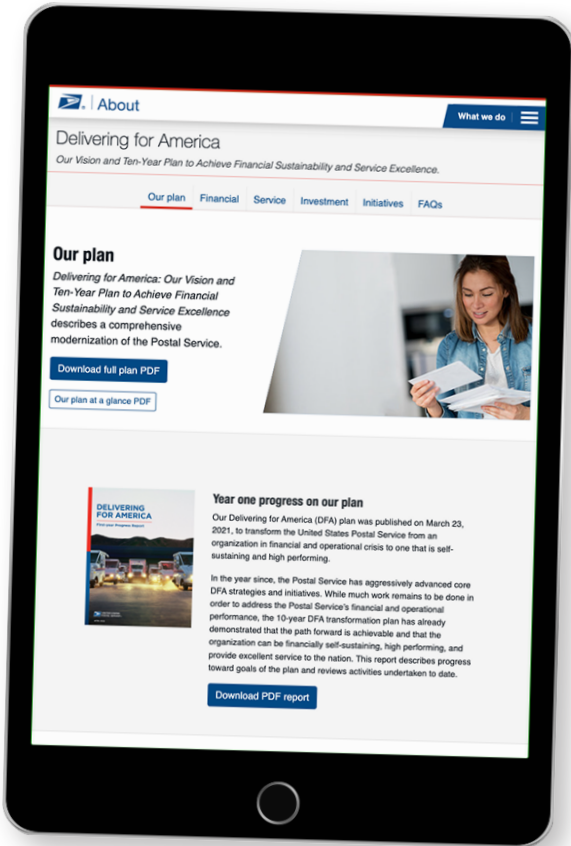 About
What we do
Delivering for America
Our Vision and Ten-Year Plan to Achieve Financial Sustainability and Service Excellence.
Our plan Financial Service Investment Initiatives FAQs
Our plan
Delivering for America: Our Vision and
Ten-Year Plan to Achieve Financial
Sustainability and Service Excellence
describes a comprehensive
modernization of the Postal Service.
Download full plan PDF
Our plan at a glance PDF
DELIVERING
FOR AMERICA
Year one progress on our plan
Our Delivering for America (DFA) plan was published on March 23,
2021, to transform the United States Postal Service from an
organization in financial and operational crisis to one that is self-
sustaining and high performing.
In the year since, the Postal Service has aggressively advanced core
DFA strategies and initiatives. While much work remains to be done in
order to address the Postal Service's financial and operational
performance, the 10-year DFA transformation plan has already
demonstrated that the path forward is achievable and that the
organization can be financially self-sustaining, high performing, and
provide excellent service to the nation. This report describes progress
toward goals of the plan and reviews activities undertaken to date.
Download PDF report